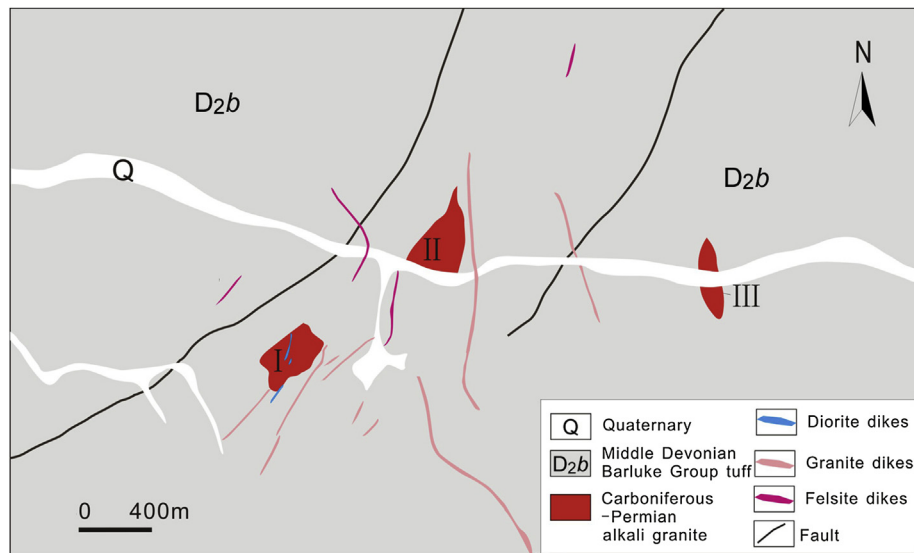 D2b
N
Q
D2b
II
III
I
Q Quaternary
D2b Middle Devonian
Barluke Group tuff
Carboniferous
-Permian
alkali granite
Diorite dikes
Granite dikes
Felsite dikes
Fault
0 400m